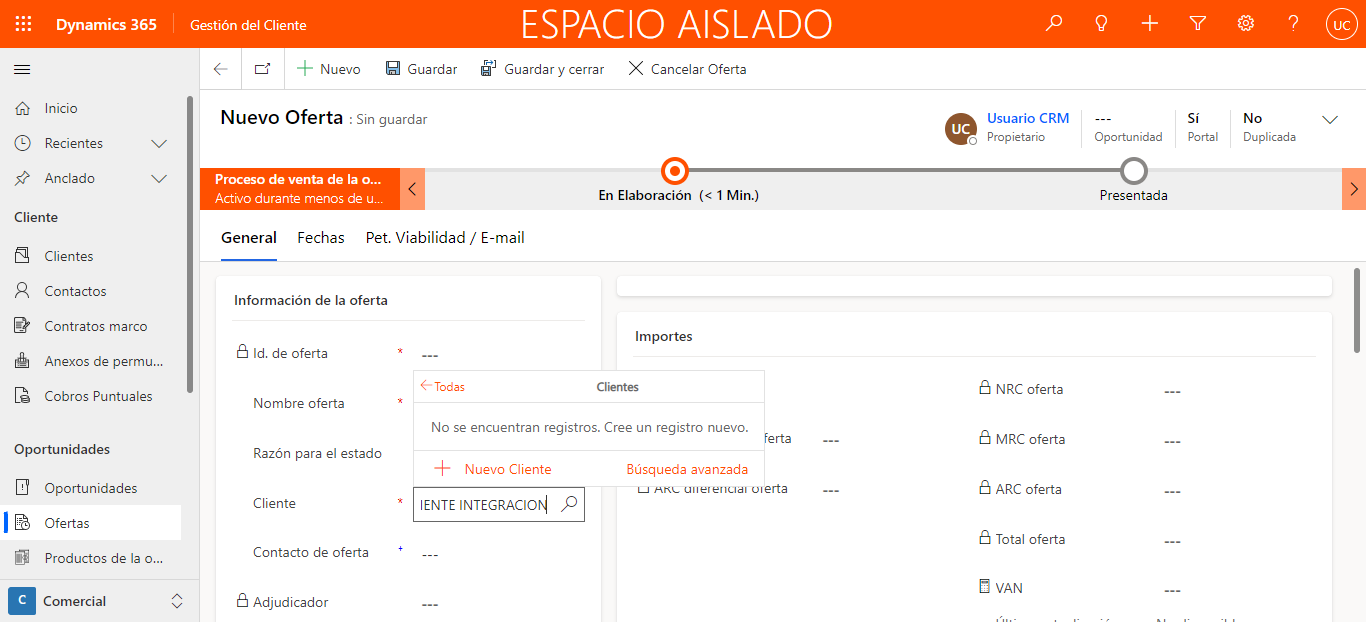 Dynamics 365
Gestión del Cliente
ESPACIO AISLADO
UC
Nuevo
Guardar
Guardar y cerrar
Cancelar Oferta
Inicio
Recientes
Anclado
Cliente
Clientes
Contactos
Contratos marco
Anexos de permu...
Cobros Puntuales
Oportunidades
Oportunidades
Ofertas
Productos de la o...
C Comercial
Nuevo Oferta : Sin guardar
UC
Usuario CRM
Propietario
---
Oportunidad
Sí
Portal
No
Duplicada
Proceso de venta de la o...
Activo durante menos de u...
En Elaboración (< 1 Min.)
Presentada
General
Fechas
Pet. Viabilidad / E-mail
Información de la oferta
Id. de oferta * ---
Nombre oferta *
Razón para el estado
Cliente * IENTE INTEGRACION
Contacto de oferta + ---
Adjudicador ---
Todas
Clientes
No se encuentran registros. Cree un registro nuevo.
Nuevo Cliente
Búsqueda avanzada
Importes
ferta ---
ARC diferencial oferta ---
NRC oferta ---
MRC oferta ---
ARC oferta ---
Total oferta ---
VAN ---